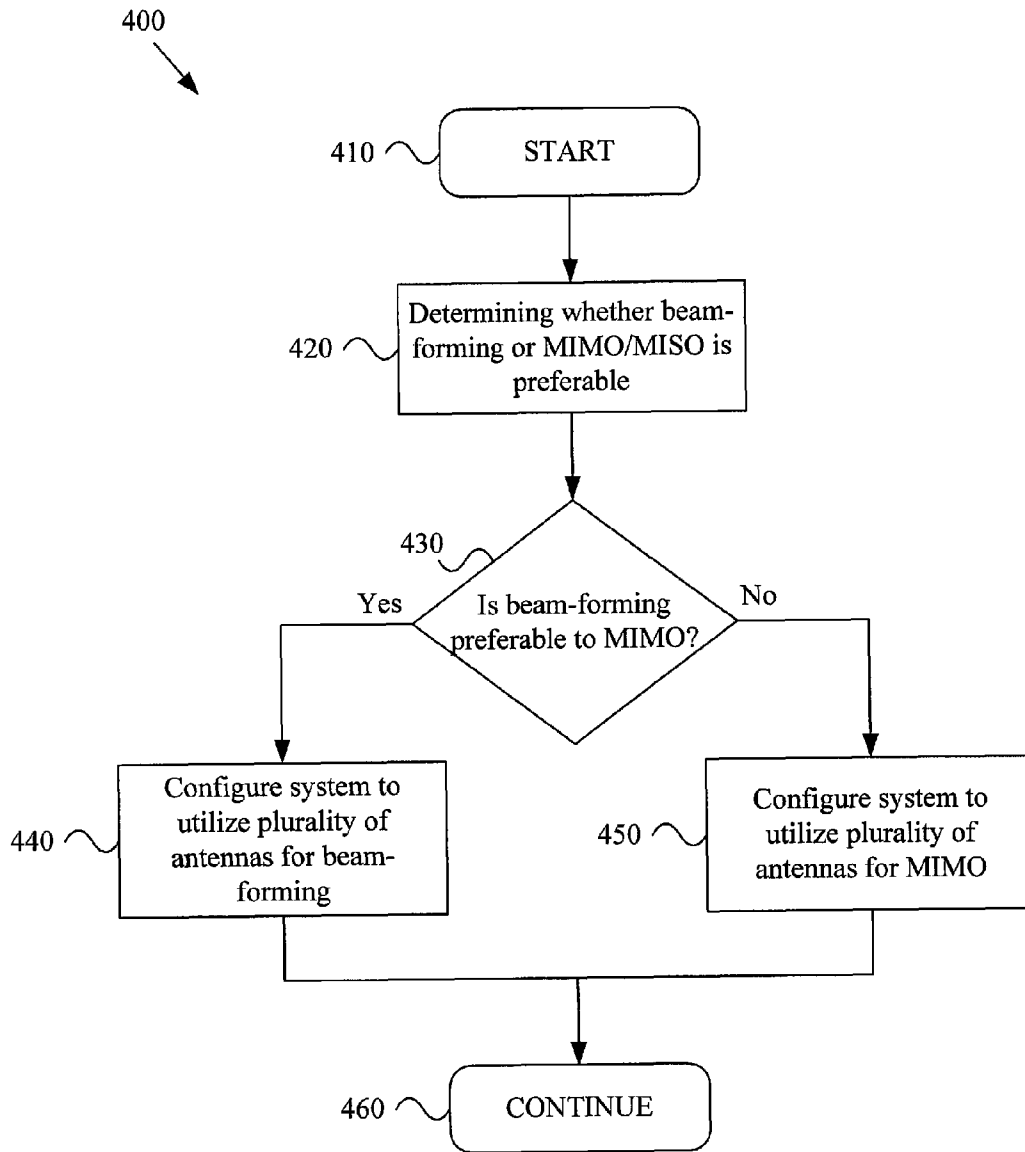 400
410
START
420
Determining whether beam-
forming or MIMO/MISO is
preferable
430
Yes
No
Is beam-forming
preferable to MIMO?
440
Configure system to
utilize plurality of
antennas for beam-
forming
450
Configure system to
utilize plurality of
antennas for MIMO
460
CONTINUE